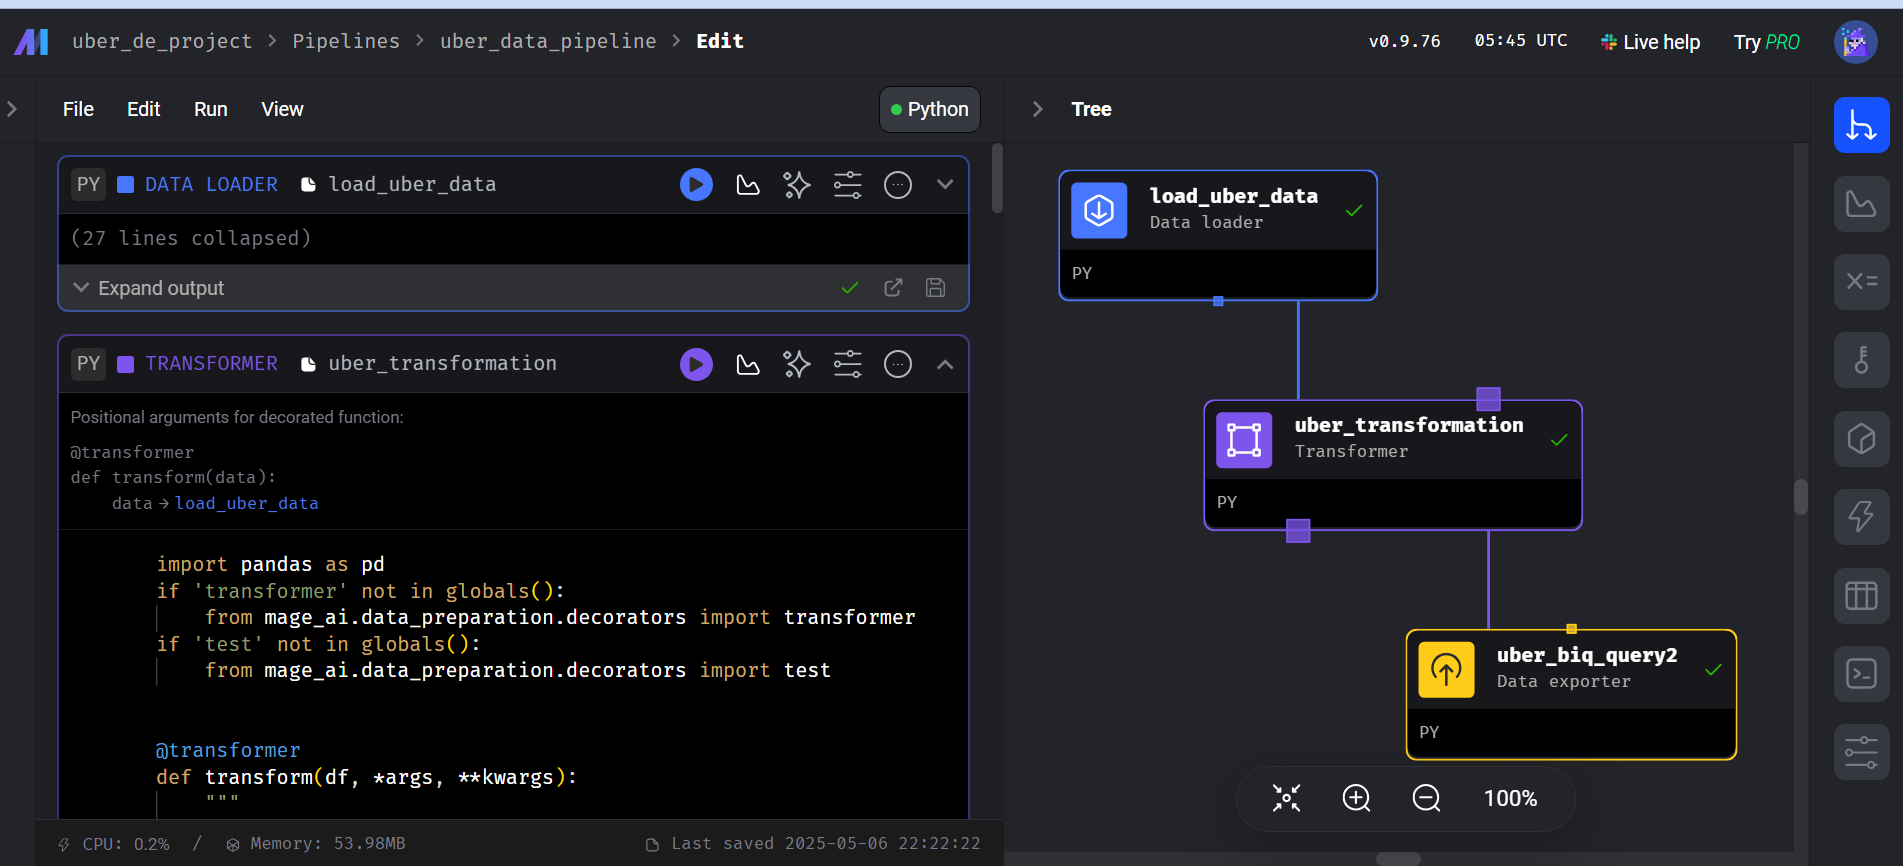 uber_de_project > Pipelines > uber_data_pipeline > Edit
v0.9.76 05:45 UTC Live help Try PRO
File Edit Run View Python
PY DATA LOADER load_uber_data
(27 lines collapsed)
Expand output
PY TRANSFORMER uber_transformation
Positional arguments for decorated function:
@transformer
def transform(data):
data → load_uber_data
import pandas as pd
if 'transformer' not in globals():
from mage_ai.data_preparation.decorators import transformer
if 'test' not in globals():
from mage_ai.data_preparation.decorators import test
@transformer
def transform(df, *args, **kwargs):
"""
CPU: 0.2% / Memory: 53.98MB
Last saved 2025-05-06 22:22:22
Tree
load_uber_data
Data loader
PY
uber_transformation
Transformer
PY
uber_biq_query2
Data exporter
PY
100%